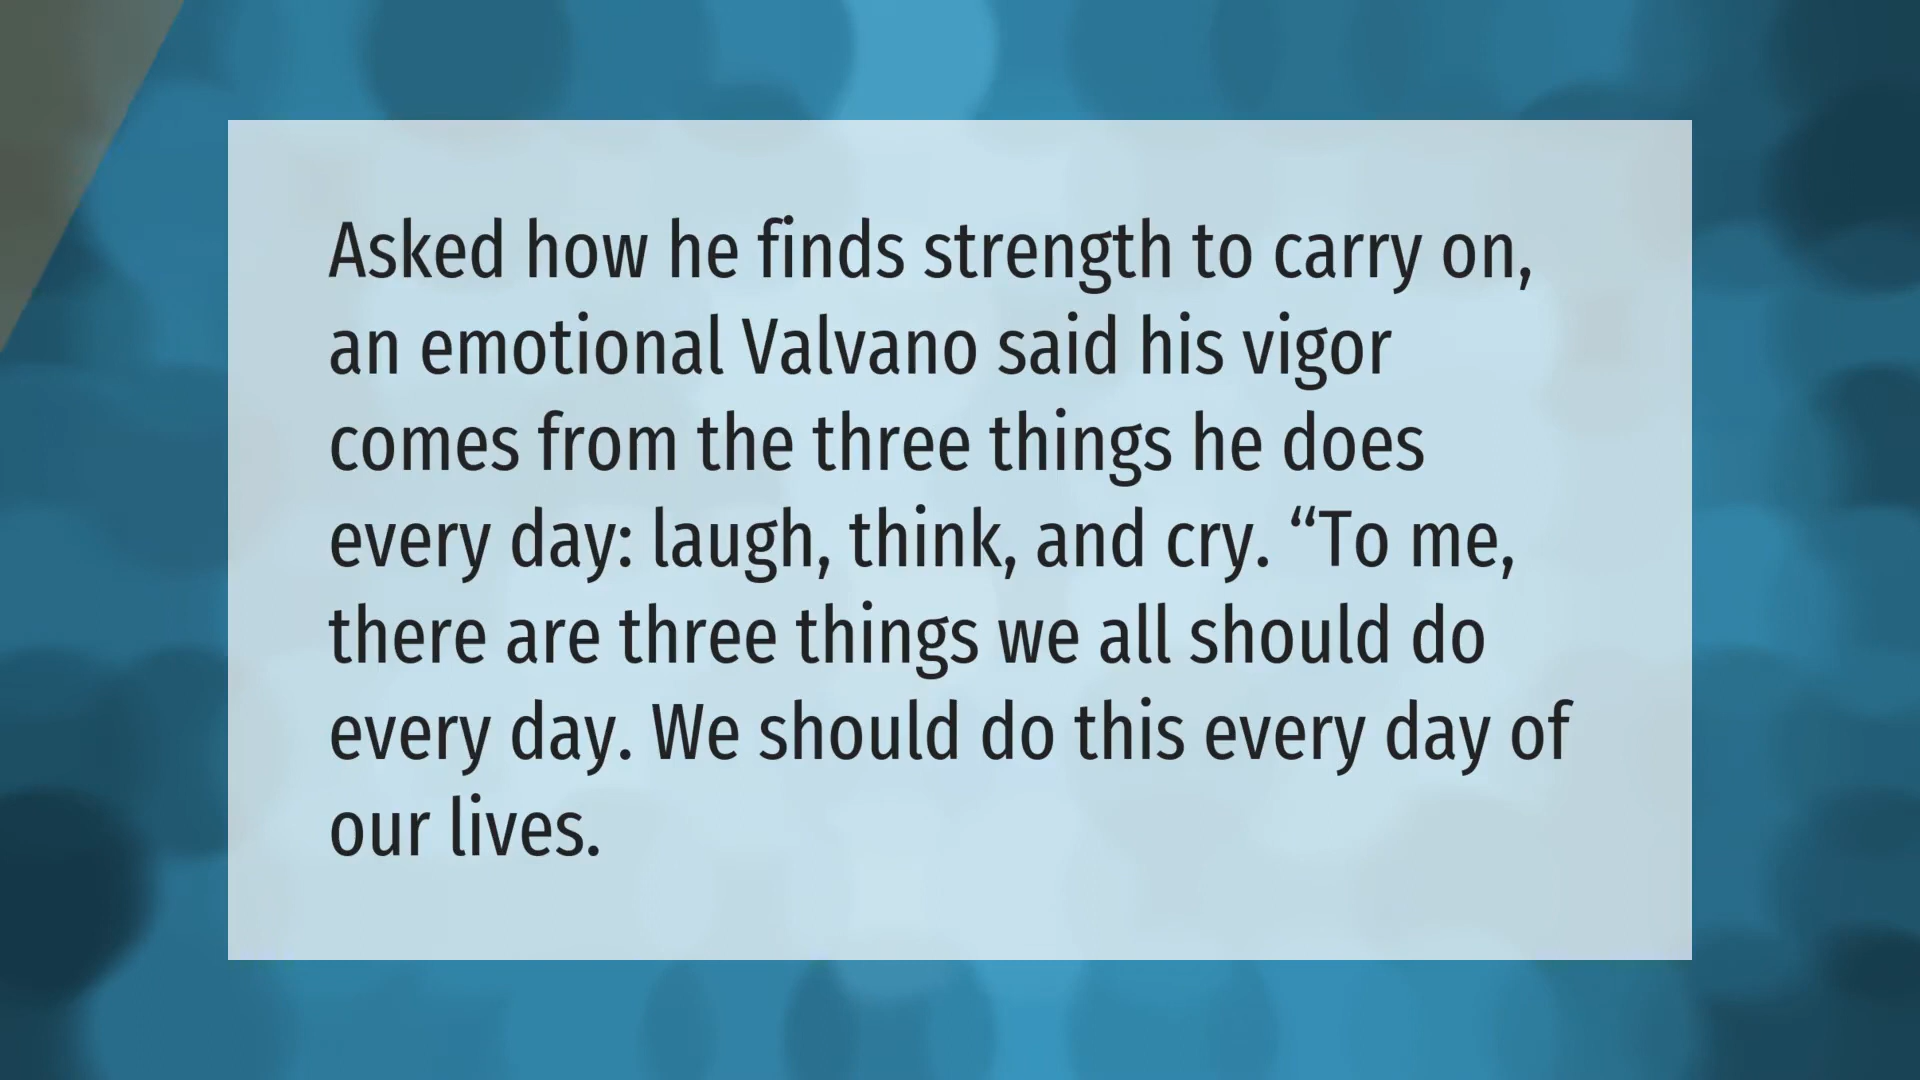 Asked how he finds strength to carry on,
an emotional Valvano said his vigor
comes from the three things he does
every day: laugh, think, and cry. “To me,
there are three things we all should do
every day. We should do this every day of
our lives.